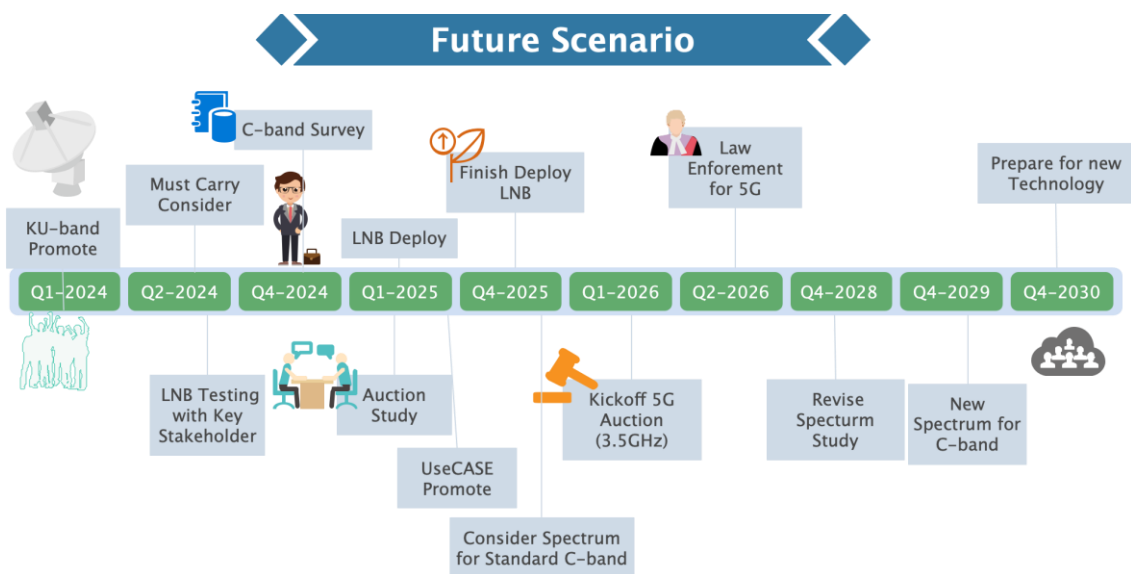 Future Scenario
C-band Survey
Must Carry
Consider
KU-band
Promote
LNB Deploy
Finish Deploy
LNB
Law
Enforement
for 5G
Prepare for new
Technology
Q1-2024
Q2-2024
Q4-2024
Q1-2025
Q4-2025
Q1-2026
Q2-2026
Q4-2028
Q4-2029
Q4-2030
LNB Testing
with Key
Stakeholder
Auction
Study
UseCASE
Promote
Consider Spectrum
for Standard C-band
Kickoff 5G
Auction
(3.5GHz)
Revise
Specturm
Study
New
Spectrum for
C-band